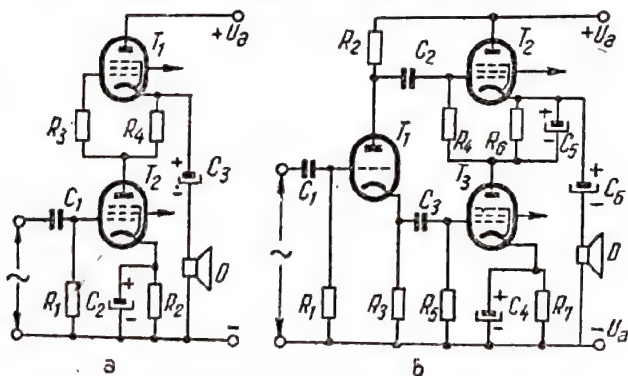 T₁
+Uₐ
R₃
R₄
T₂
C₃
C₁
+
-
D
R₁
C₂
+
-
R₂
~
-
а
R₂
C₂
T₂
+Uₐ
R₄
R₆
+
-
C₅
T₁
T₃
C₁
C₃
+
-
C₆
D
R₁
R₃
R₅
C₄
+
-
R₇
~
-Uₐ
б